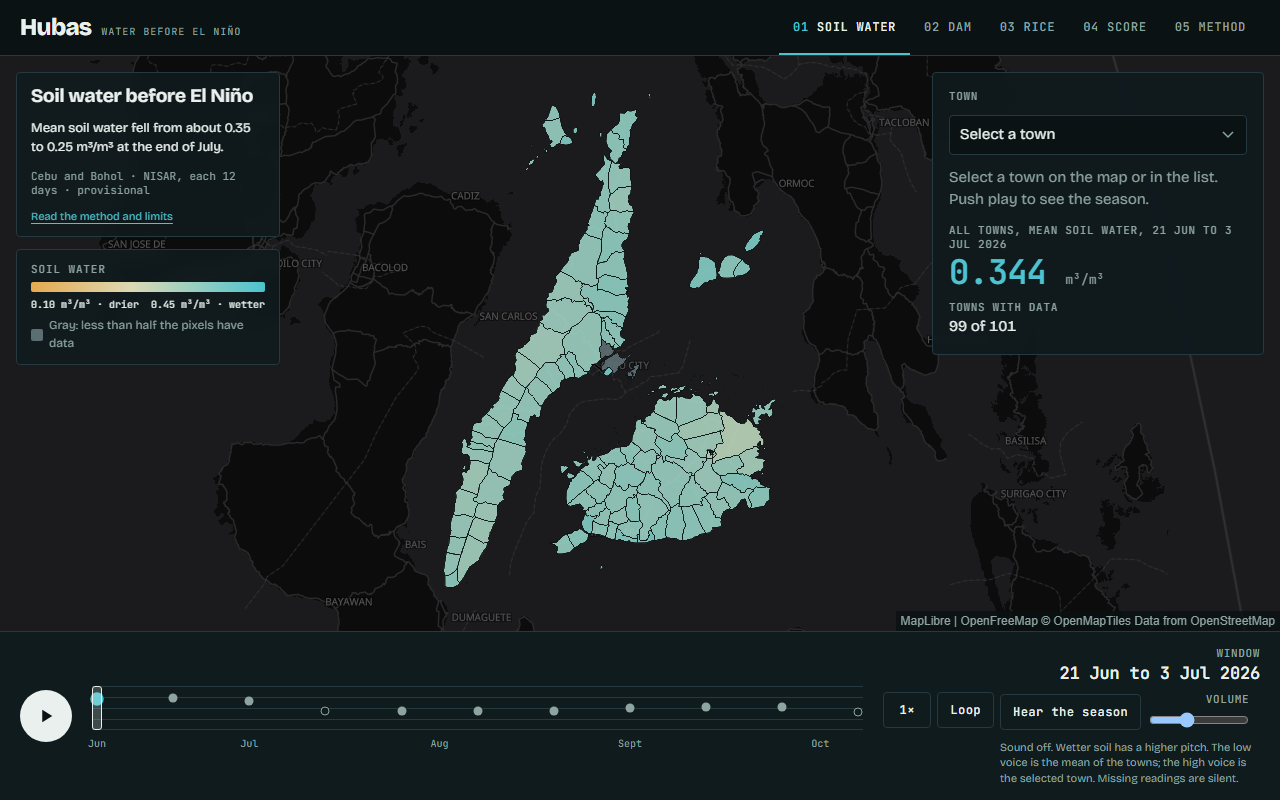 Hubas WATER BEFORE EL NIÑO
01 SOIL WATER
02 DAM
03 RICE
04 SCORE
05 METHOD
Soil water before El Niño
Mean soil water fell from about 0.35
to 0.25 m³/m³ at the end of July.
Cebu and Bohol · NISAR, each 12
days · provisional
Read the method and limits
SOIL WATER
0.10 m³/m³ · drier 0.45 m³/m³ · wetter
Gray: less than half the pixels have
data
TOWN
Select a town
Select a town on the map or in the list.
Push play to see the season.
ALL TOWNS, MEAN SOIL WATER, 21 JUN TO 3
JUL 2026
0.344 m³/m³
TOWNS WITH DATA
99 of 101
TACLOBAN
ORMOC
CADIZ
SAN JOSE DE
ILO CITY
BACOLOD
SAN CARLOS
CITY
BASILISA
SURIGAO CITY
BAIS
BAYAWAN
DUMAGUETE
MapLibre | OpenFreeMap © OpenMapTiles Data from OpenStreetMap
WINDOW
21 Jun to 3 Jul 2026
Jun
Jul
Aug
Sept
Oct
1×
Loop
Hear the season
VOLUME
Sound off. Wetter soil has a higher pitch. The low
voice is the mean of the towns; the high voice is
the selected town. Missing readings are silent.